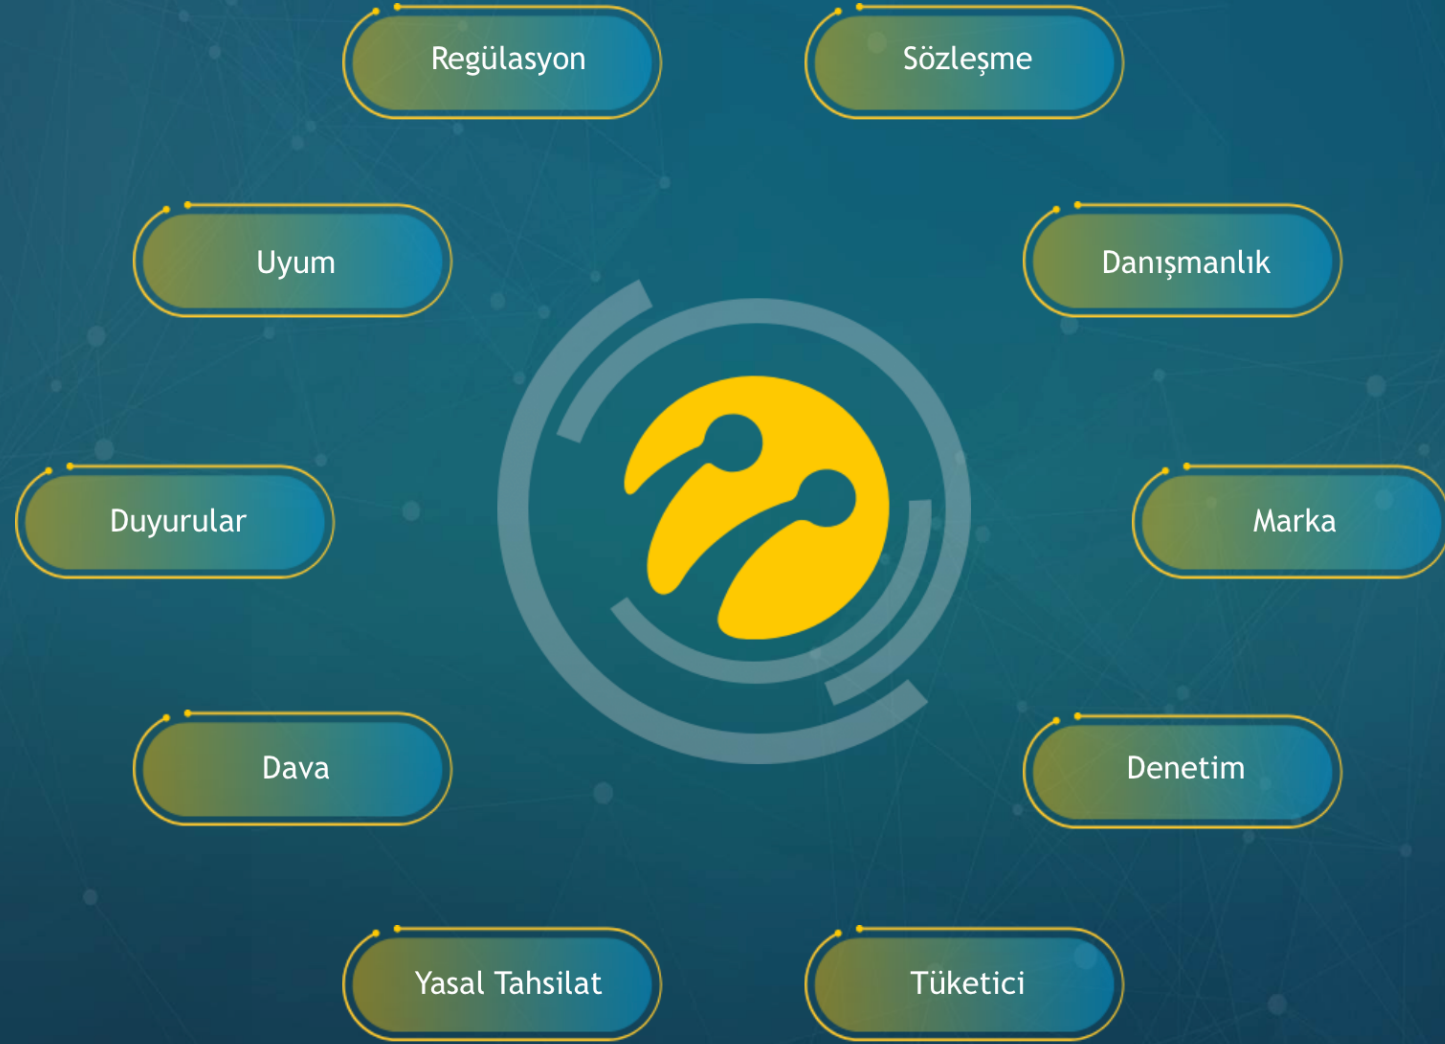 Regülasyon
Sözleşme
Uyum
Danışmanlık
Duyurular
Marka
Dava
Denetim
Yasal Tahsilat
Tüketici